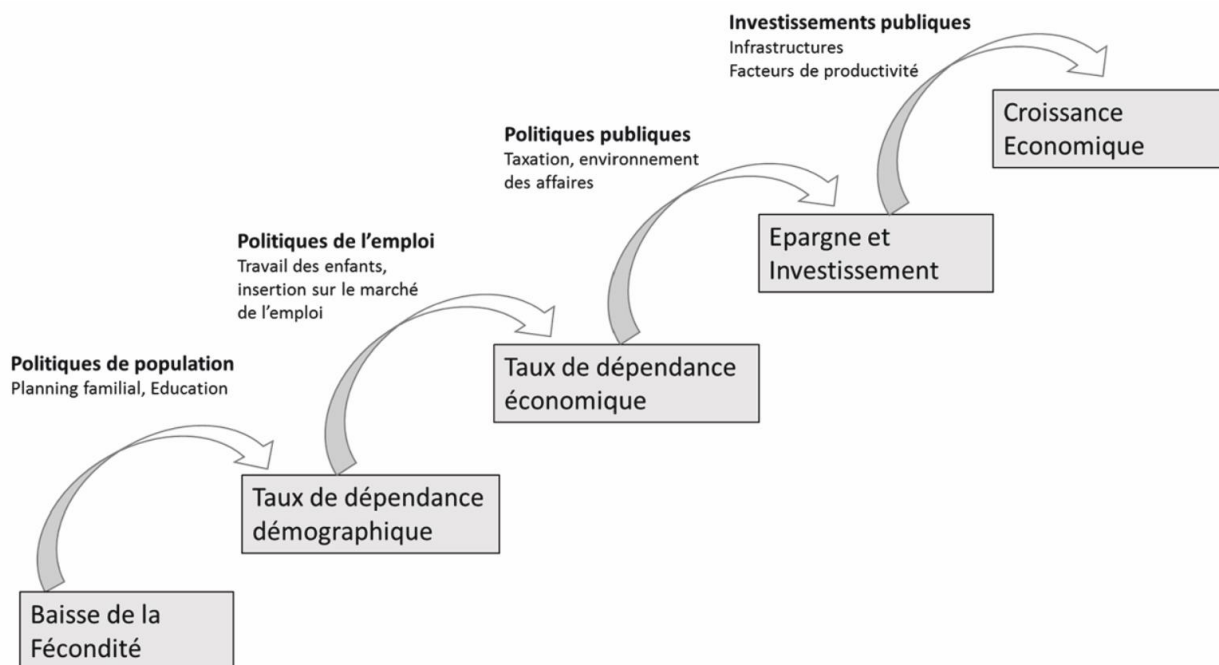 Investissements publiques
Infrastructures
Facteurs de productivité
Croissance
Economique
Politiques publiques
Taxation, environnement
des affaires
Epargne et
Investissement
Politiques de l'emploi
Travail des enfants,
insertion sur le marché
de l'emploi
Taux de dépendance
économique
Politiques de population
Planning familial, Education
Taux de dépendance
démographique
Baisse de la
Fécondité